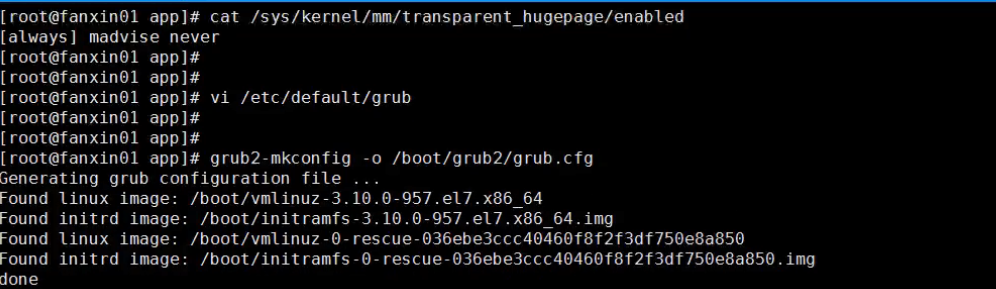 [root@fanxin01 app]# cat /sys/kernel/mm/transparent_hugepage/enabled
[always] madvise never
[root@fanxin01 app]#
[root@fanxin01 app]#
[root@fanxin01 app]# vi /etc/default/grub
[root@fanxin01 app]#
[root@fanxin01 app]#
[root@fanxin01 app]# grub2-mkconfig -o /boot/grub2/grub.cfg
Generating grub configuration file ...
Found linux image: /boot/vmlinuz-3.10.0-957.el7.x86_64
Found initrd image: /boot/initramfs-3.10.0-957.el7.x86_64.img
Found linux image: /boot/vmlinuz-0-rescue-036ebe3ccc40460f8f2f3df750e8a850
Found initrd image: /boot/initramfs-0-rescue-036ebe3ccc40460f8f2f3df750e8a850.img
done